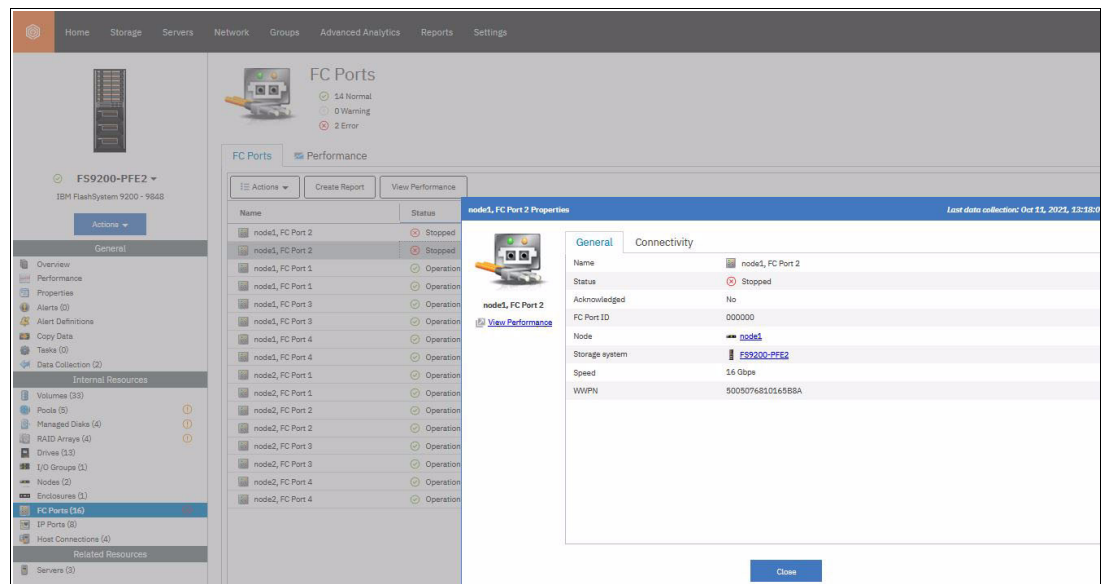 Home Storage Servers Network Groups Advanced Analytics Reports Settings
FC Ports
14 Normal
0 Warning
2 Error
FC Ports Performance
FS9200-PFE2
IBM FlashSystem 9200 - 9848
Actions
General
Overview
Performance
Properties
Alerts (0)
Alert Definitions
Copy Data
Tasks (0)
Data Collection (2)
Internal Resources
Volumes (33)
Pools (5)
Managed Disks (4)
RAID Arrays (4)
Drives (13)
I/O Groups (1)
Nodes (2)
Enclosures (1)
FC Ports (16)
IP Ports (8)
Host Connections (4)
Related Resources
Servers (3)
Actions Create Report View Performance
Name Status
node1, FC Port 2 Stopped
node1, FC Port 2 Stopped
node1, FC Port 1 Operation
node1, FC Port 1 Operation
node1, FC Port 3 Operation
node1, FC Port 3 Operation
node1, FC Port 4 Operation
node1, FC Port 4 Operation
node2, FC Port 1 Operation
node2, FC Port 1 Operation
node2, FC Port 2 Operation
node2, FC Port 2 Operation
node2, FC Port 3 Operation
node2, FC Port 3 Operation
node2, FC Port 4 Operation
node2, FC Port 4 Operation
node1, FC Port 2 Properties Last data collection: Oct 11, 2021, 13:18:0
node1, FC Port 2
View Performance
General Connectivity
Name node1, FC Port 2
Status Stopped
Acknowledged No
FC Port ID 000000
Node node1
Storage system FS9200-PFE2
Speed 16 Gbps
WWPN 5005076810165B8A
Close